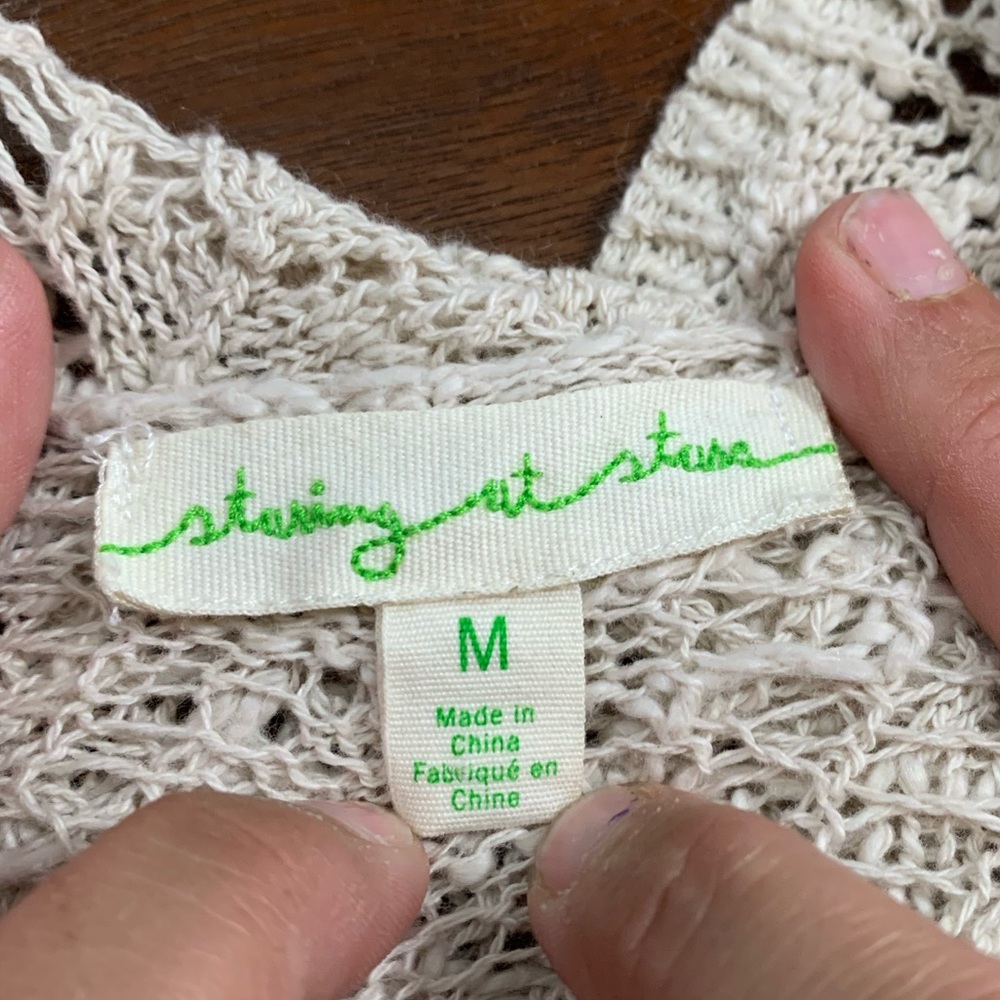 staring at stars
M
Made in
China
Fabriqué en
Chine